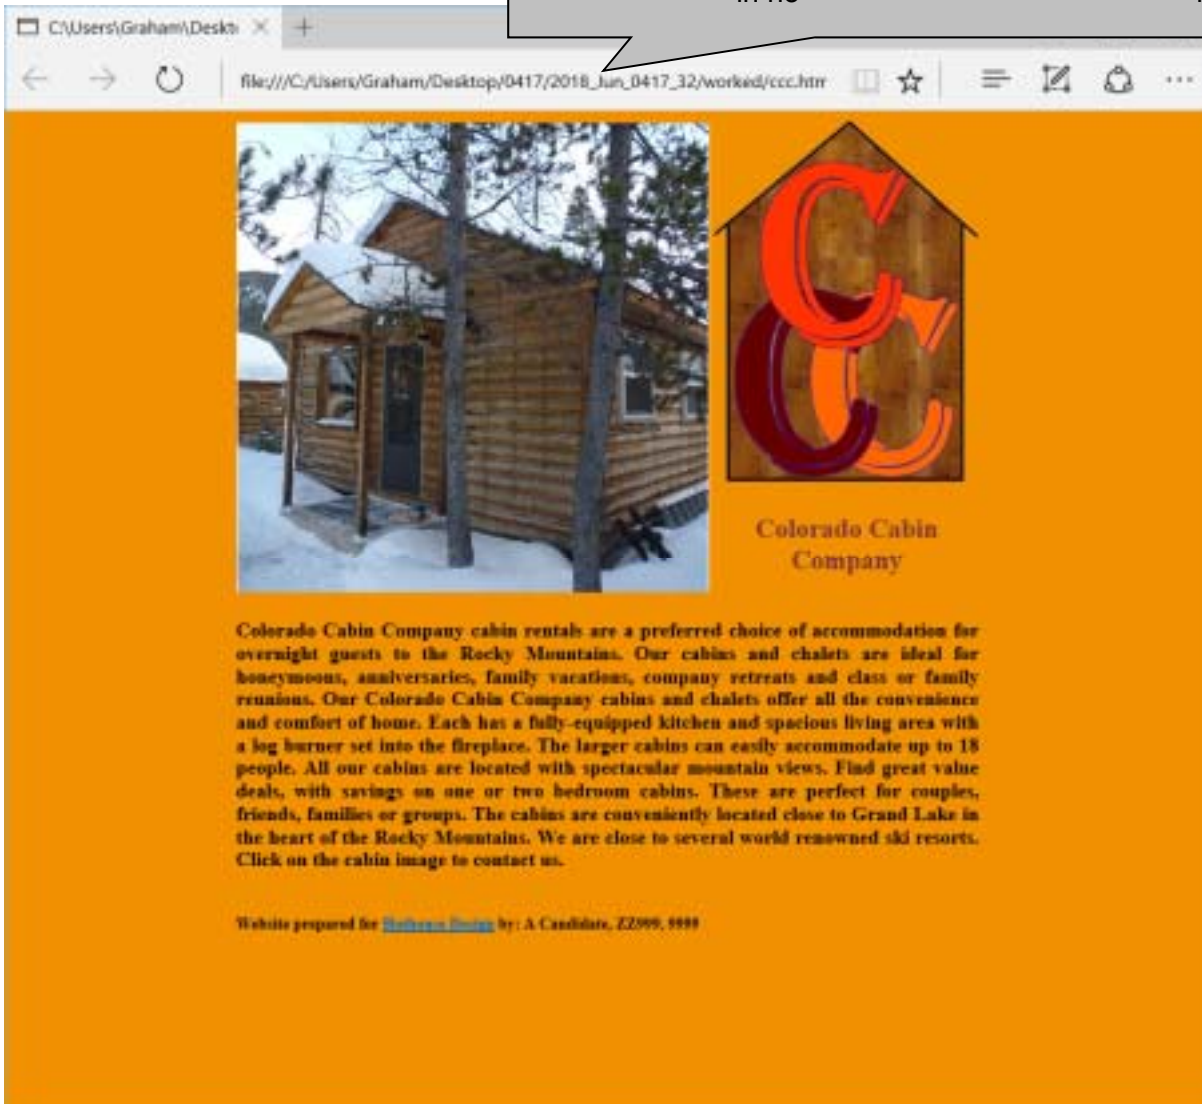 C:\Users\Graham\Deskt
file:///C:/Users/Graham/Desktop/0417/2018_Jun_0417_32/worked/ccc.htm
C
C
C
Colorado Cabin
Company
Colorado Cabin Company cabin rentals are a preferred choice of accommodation for
overnight guests to the Rocky Mountains. Our cabins and chalets are ideal for
honeymoons, anniversaries, family vacations, company retreats and class or family
reunions. Our Colorado Cabin Company cabins and chalets offer all the convenience
and comfort of home. Each has a fully-equipped kitchen and spacious living area with
a log burner set into the fireplace. The larger cabins can easily accommodate up to 18
people. All our cabins are located with spectacular mountain views. Find great value
deals, with savings on one or two bedroom cabins. These are perfect for couples,
friends, families or groups. The cabins are conveniently located close to Grand Lake in
the heart of the Rocky Mountains. We are close to several world renowned ski resorts.
Click on the cabin image to contact us.
Website prepared for by: A Candidate, ZZ999, 9999